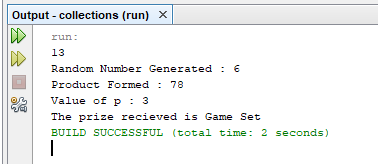 Output - collections (run) ×
run:
13
Random Number Generated : 6
Product Formed : 78
Value of p : 3
The prize recieved is Game Set
BUILD SUCCESSFUL (total time: 2 seconds)